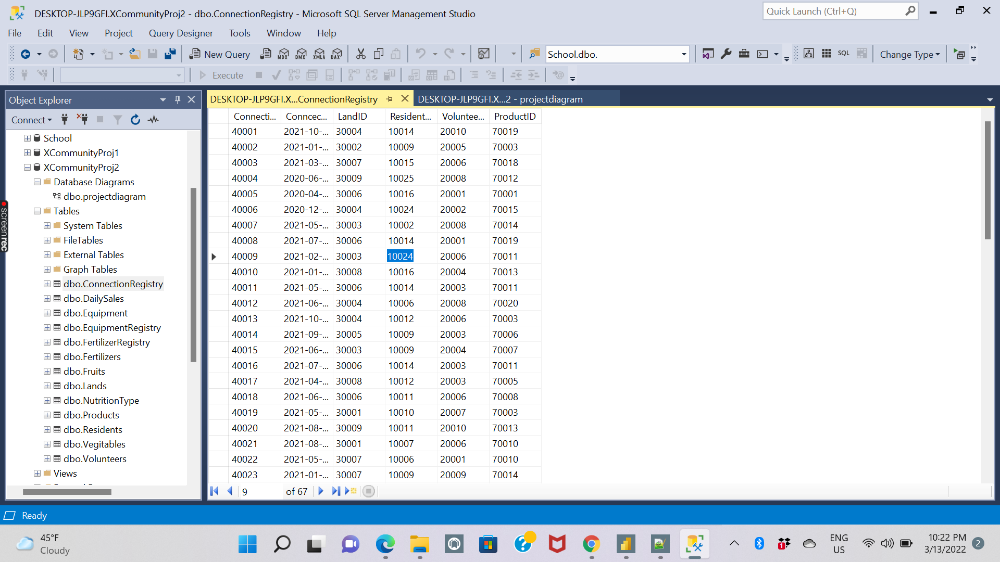 DESKTOP-JLP9GFI.XCommunityProj2 - dbo.ConnectionRegistry - Microsoft SQL Server Management Studio
Quick Launch (Ctrl+Q)
File Edit View Project Query Designer Tools Window Help
New Query MDX DMX XMLA DAX School.dbo. SQL Change Type
Execute
Object Explorer
Connect
School
XCommunityProj1
XCommunityProj2
Database Diagrams
dbo.projectdiagram
Tables
System Tables
FileTables
External Tables
Graph Tables
dbo.ConnectionRegistry
dbo.DailySales
dbo.Equipment
dbo.EquipmentRegistry
dbo.FertilizerRegistry
dbo.Fertilizers
dbo.Fruits
dbo.Lands
dbo.NutritionType
dbo.Products
dbo.Residents
dbo.Vegitables
dbo.Volunteers
Views
screenrec
DESKTOP-JLP9GFI.X...ConnectionRegistry DESKTOP-JLP9GFI.X...2 - projectdiagram
Connecti... Conncec... LandID Resident... Voluntee... ProductID
40001 2021-10-... 30004 10014 20010 70019
40002 2021-01-... 30002 10009 20005 70003
40003 2021-03-... 30007 10015 20006 70018
40004 2020-06-... 30009 10025 20008 70012
40005 2020-04-... 30006 10016 20001 70001
40006 2020-12-... 30004 10024 20002 70015
40007 2021-05-... 30003 10002 20008 70014
40008 2021-07-... 30006 10014 20001 70019
40009 2021-02-... 30003 10024 20006 70011
40010 2021-01-... 30008 10016 20004 70013
40011 2021-05-... 30006 10014 20003 70011
40012 2021-06-... 30004 10006 20008 70020
40013 2021-10-... 30004 10012 20006 70003
40014 2021-09-... 30005 10009 20003 70006
40015 2021-06-... 30003 10009 20004 70007
40016 2021-07-... 30006 10014 20003 70011
40017 2021-04-... 30008 10012 20003 70005
40018 2021-06-... 30006 10011 20006 70008
40019 2021-05-... 30001 10010 20007 70003
40020 2021-08-... 30009 10011 20010 70013
40021 2021-08-... 30001 10007 20006 70010
40022 2021-05-... 30007 10006 20001 70010
40023 2021-01-... 30007 10009 20009 70014
9 of 67
Ready
45°F
Cloudy
1
ENG
US
10:22 PM
3/13/2022
2